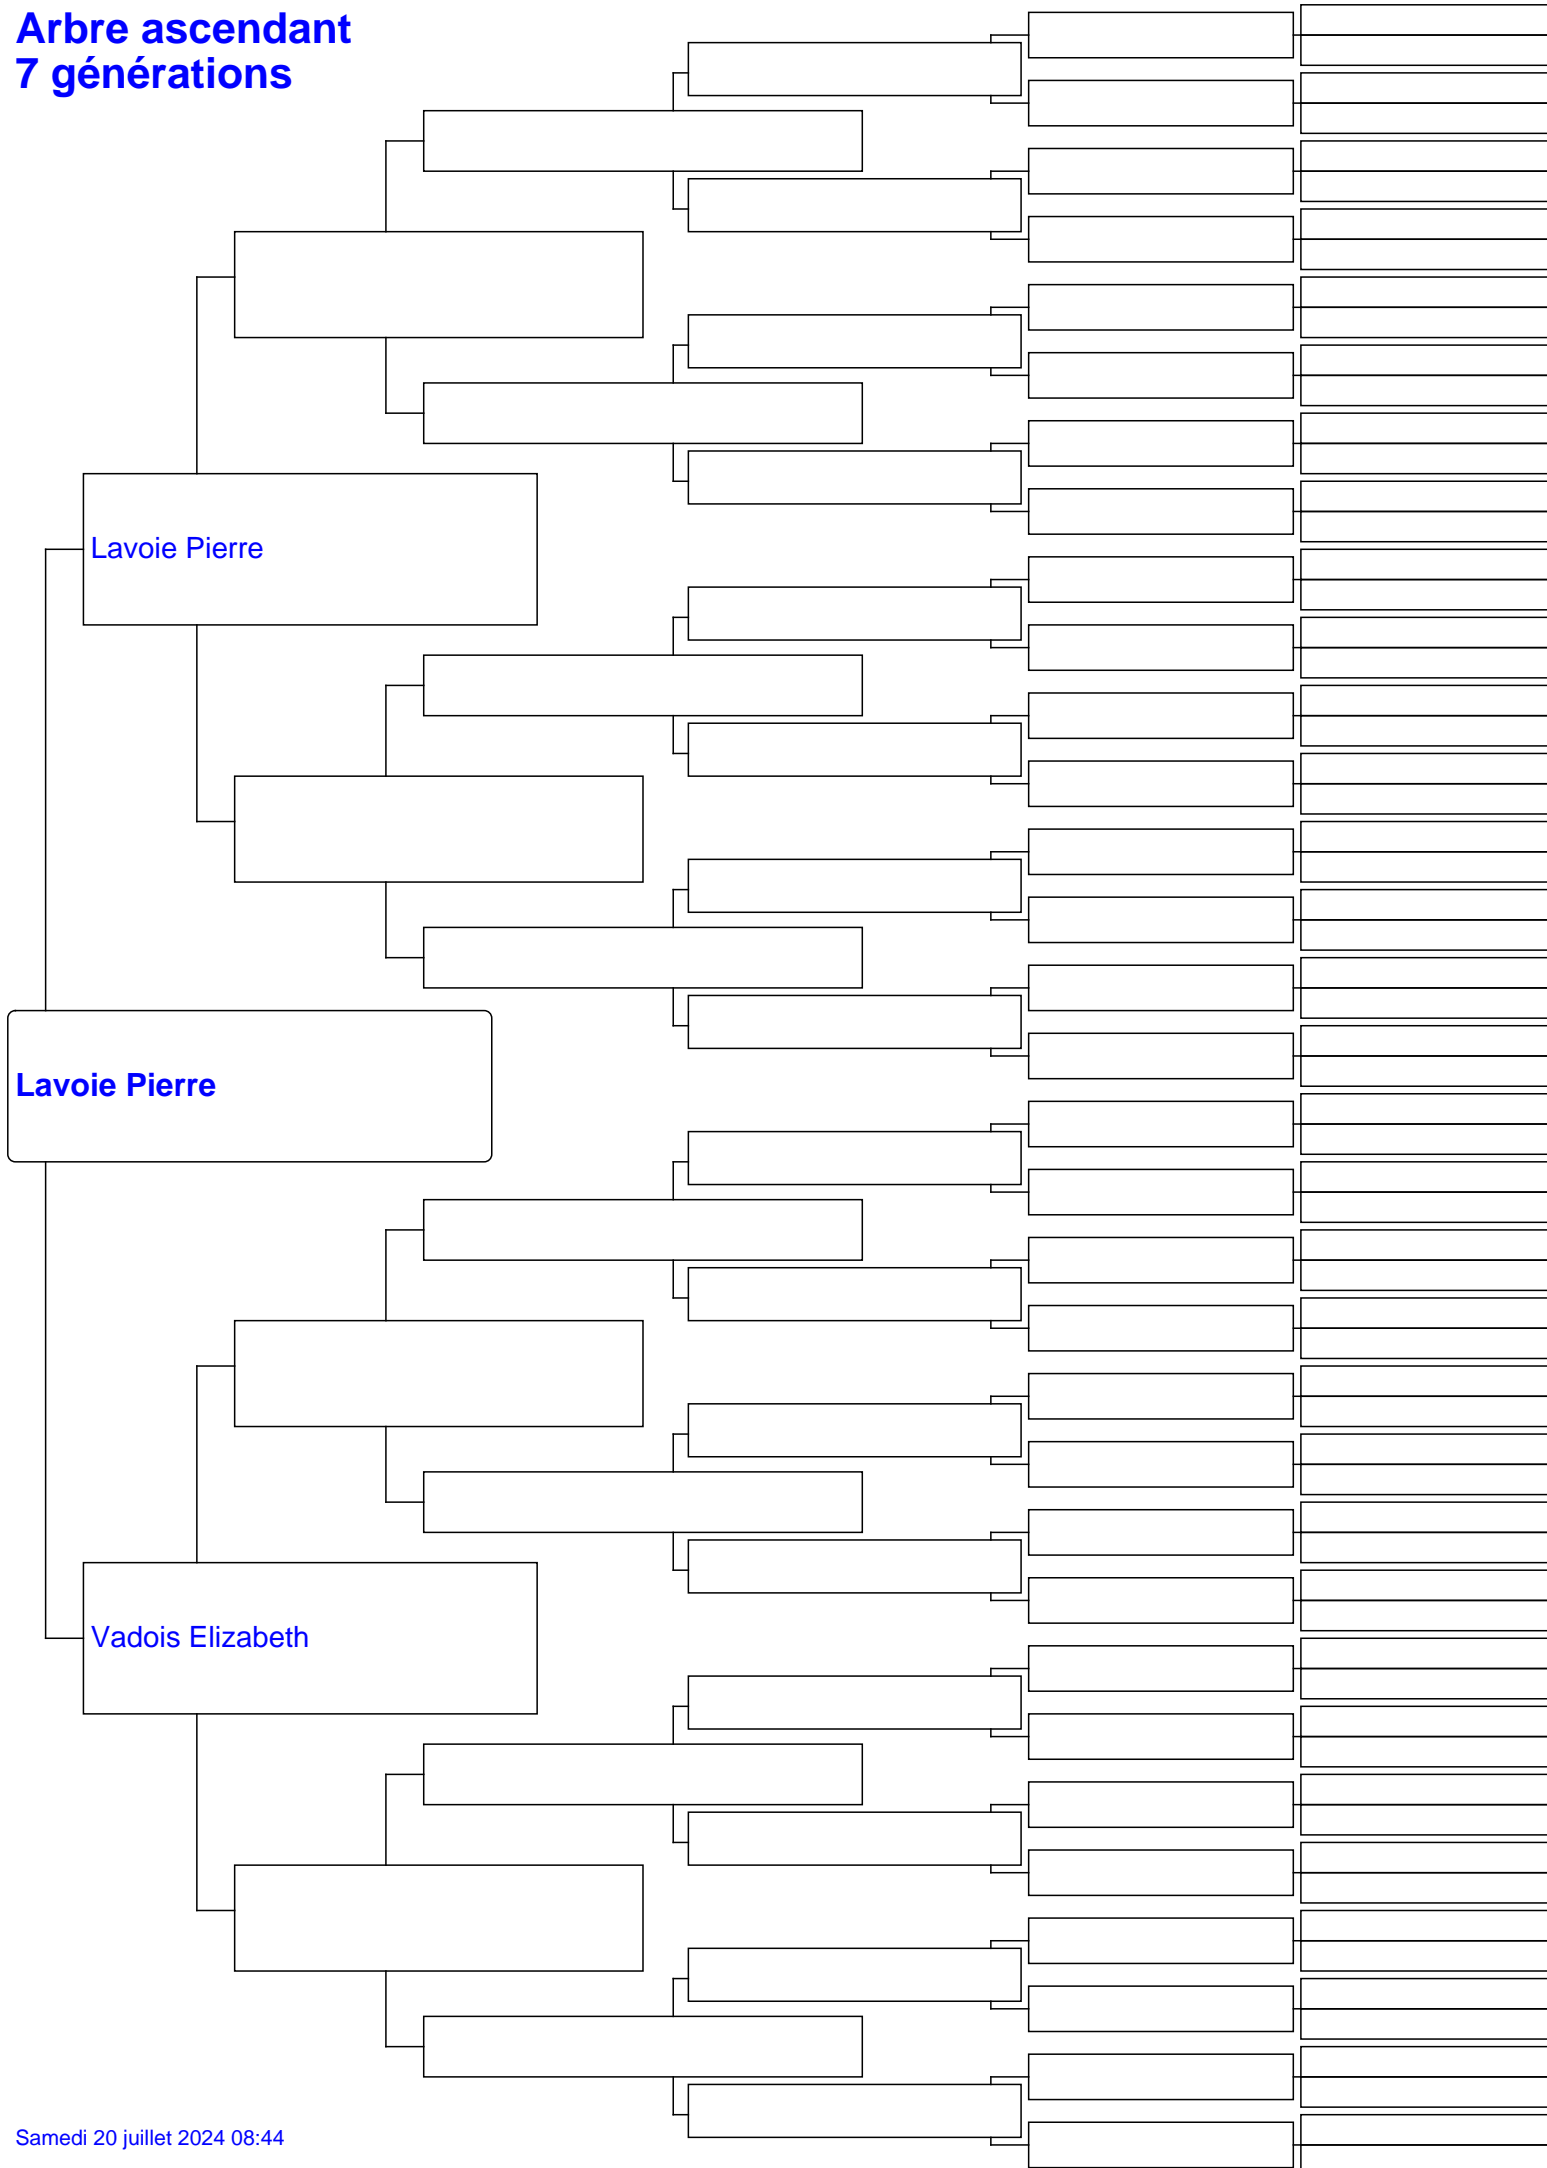 Arbre ascendant
7 générations
Lavoie Pierre
Lavoie Pierre
Vadois Elizabeth
Samedi 20 juillet 2024 08:44